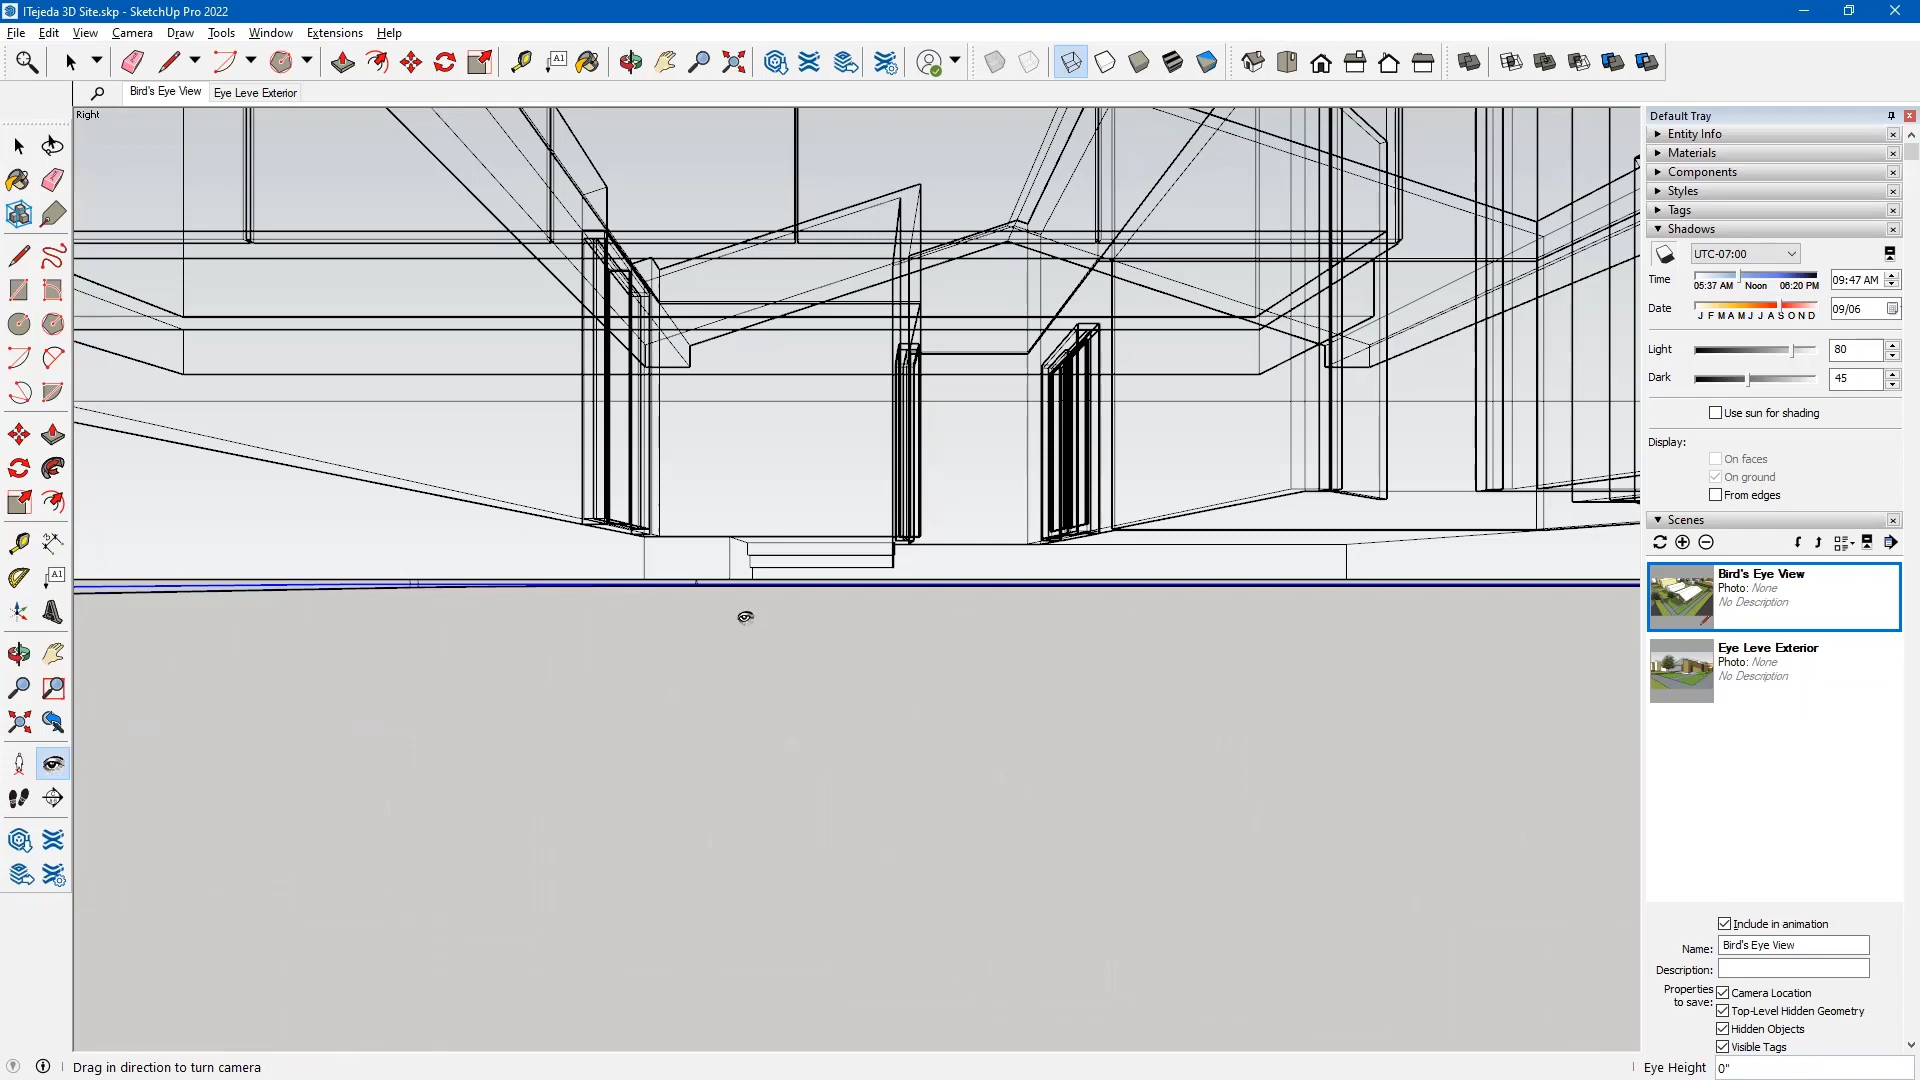 ITejeda 3D Site.skp - SketchUp Pro 2022
File Edit View Camera Draw Tools Window Extensions Help
Bird's Eye View Eye Leve Exterior
Right
Default Tray
Entity Info
Materials
Components
Styles
Tags
Shadows
UTC-07:00
Time 05:37 AM Noon 06:20 PM 09:47 AM
Date J F M A M J J A S O N D 09/06
Light 80
Dark 45
Use sun for shading
Display:
On faces
On ground
From edges
Scenes
Bird's Eye View
Photo: None
No Description
Eye Leve Exterior
Photo: None
No Description
Include in animation
Name: Bird's Eye View
Description:
Properties to save:
Camera Location
Top-Level Hidden Geometry
Hidden Objects
Visible Tags
Drag in direction to turn camera
Eye Height 0"